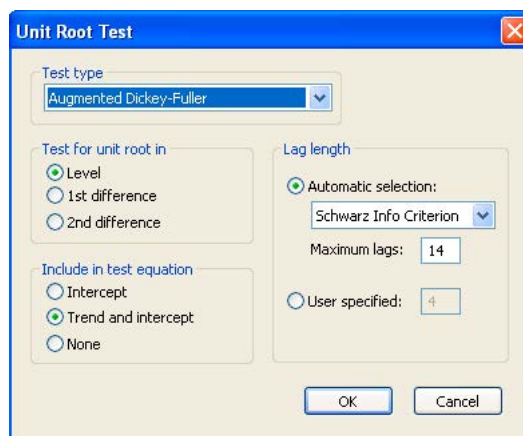 Unit Root Test
Test type
Augmented Dickey-Fuller
Test for unit root in
Level
1st difference
2nd difference
Include in test equation
Intercept
Trend and intercept
None
Lag length
Automatic selection:
Schwarz Info Criterion
Maximum lags: 14
User specified: 4
OK Cancel